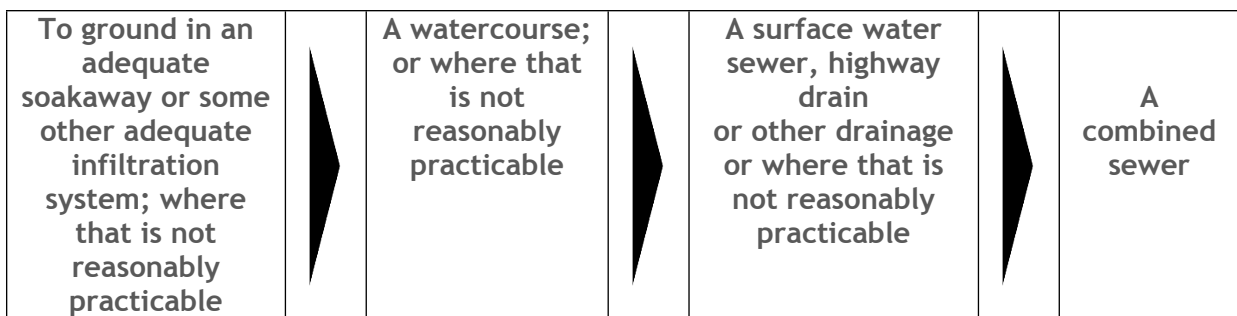 To ground in an
adequate
soakaway or some
other adequate
infiltration
system; where
that is not
reasonably
practicable
A watercourse;
or where that
is not
reasonably
practicable
A surface water
sewer, highway
drain
or other drainage
or where that is
not reasonably
practicable
A
combined
sewer